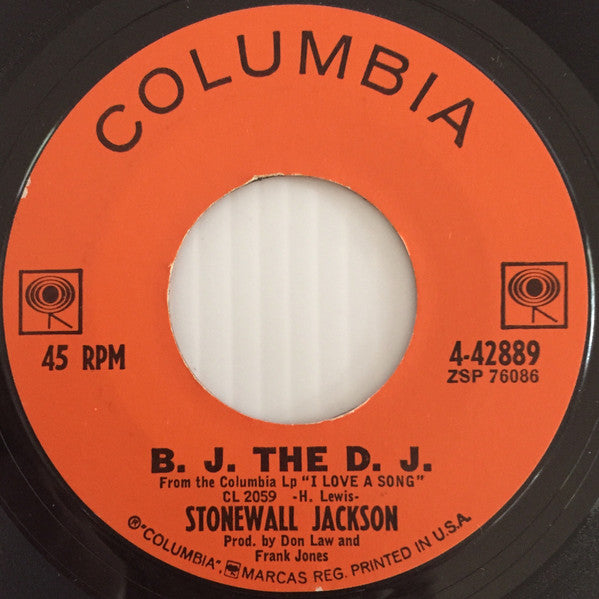 COLUMBIA
45 RPM
4-42889
ZSP 76086
B. J. THE D. J.
From the Columbia Lp "I LOVE A SONG"
CL 2059 -H. Lewis-
STONEWALL JACKSON
Prod. by Don Law and
Frank Jones
®"COLUMBIA", MARCAS REG. PRINTED IN U.S.A.